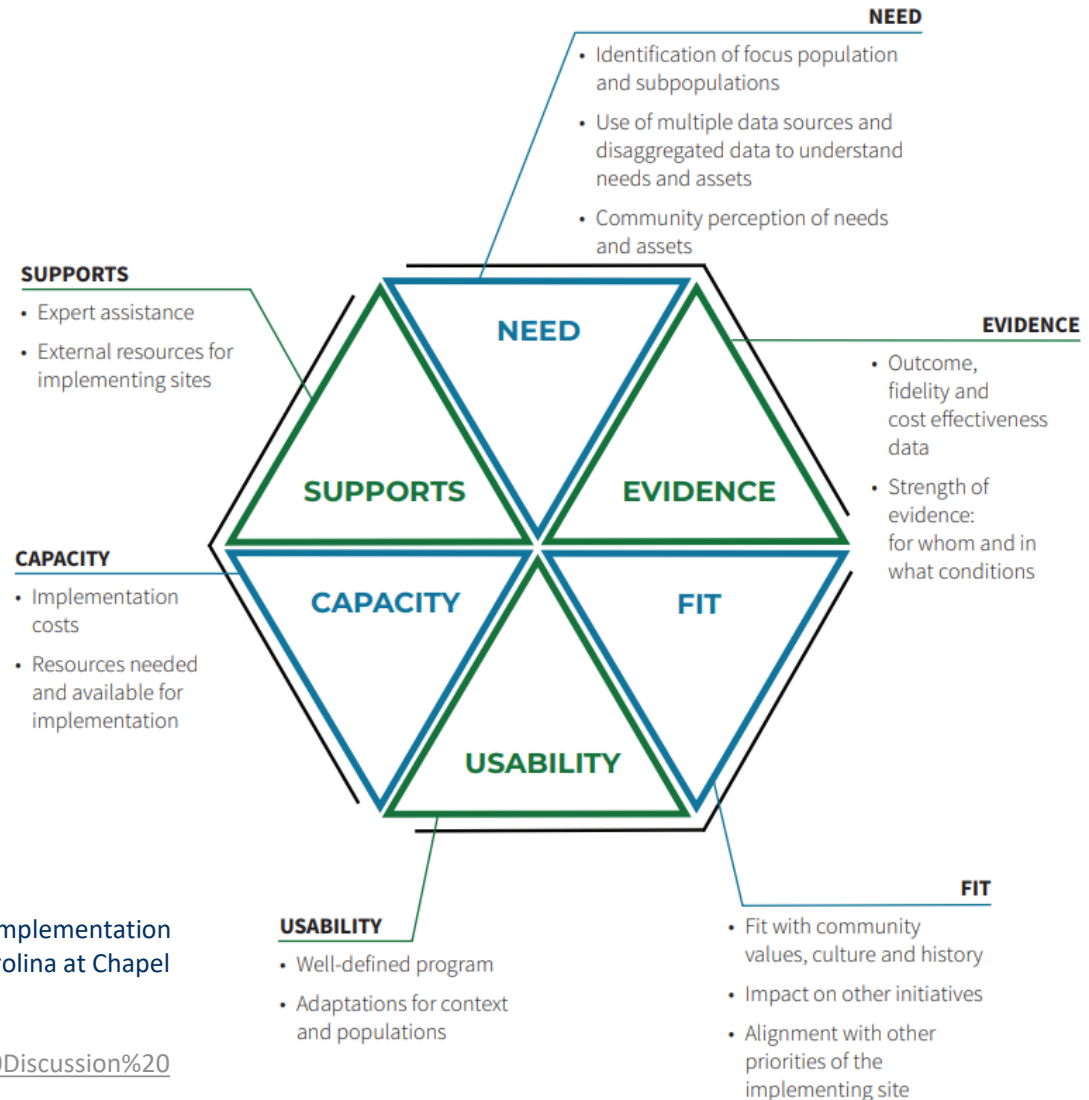 NEED
• Identification of focus population
and subpopulations
• Use of multiple data sources and
disaggregated data to understand
needs and assets
• Community perception of needs
and assets
SUPPORTS
• Expert assistance
• External resources for
implementing sites
EVIDENCE
• Outcome,
fidelity and
cost effectiveness
data
• Strength of
evidence:
for whom and in
what conditions
NEED
SUPPORTS
EVIDENCE
CAPACITY
• Implementation
costs
• Resources needed
and available for
implementation
CAPACITY
FIT
USABILITY
mplementation
rolina at Chapel
Discussion%20
USABILITY
• Well-defined program
• Adaptations for context
and populations
FIT
• Fit with community
values, culture and history
• Impact on other initiatives
• Alignment with other
priorities of the
implementing site